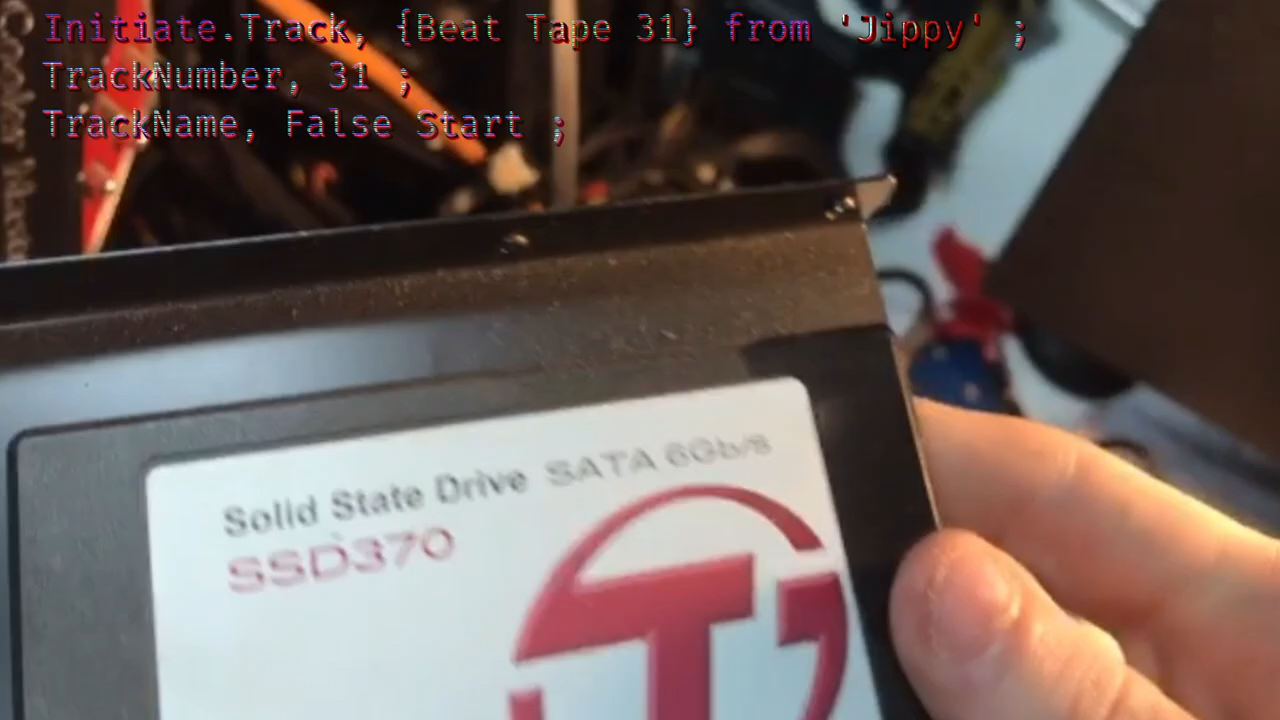 Initiate.Track, {Beat Tape 31} from 'Jippy' ;
TrackNumber, 31 ;
TrackName, False Start ;
Solid State Drive SATA 6Gb/s
SSD370